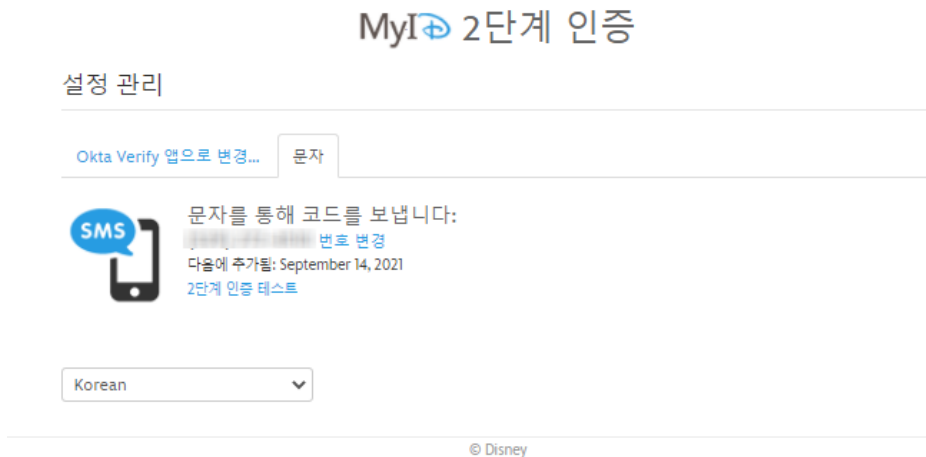 MyID 2단계 인증
설정 관리
Okta Verify 앱으로 변경... 문자
SMS
문자를 통해 코드를 보냅니다:
번호 변경
다음에 추가됨: September 14, 2021
2단계 인증 테스트
Korean
© Disney